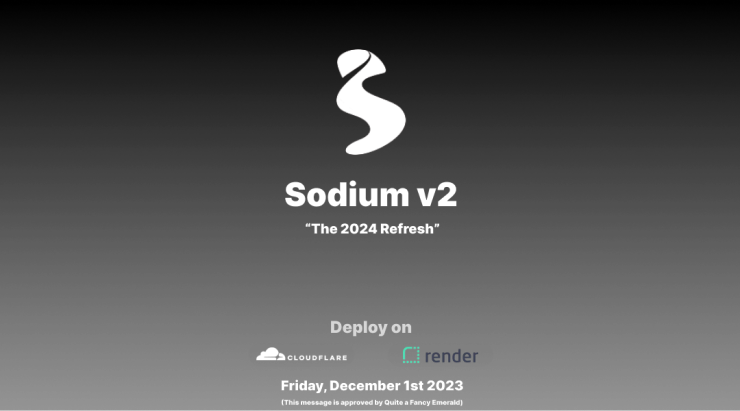 Sodium v2
“The 2024 Refresh”
Deploy on
CLOUDFLARE
render
Friday, December 1st 2023
(This message is approved by Quite a Fancy Emerald)